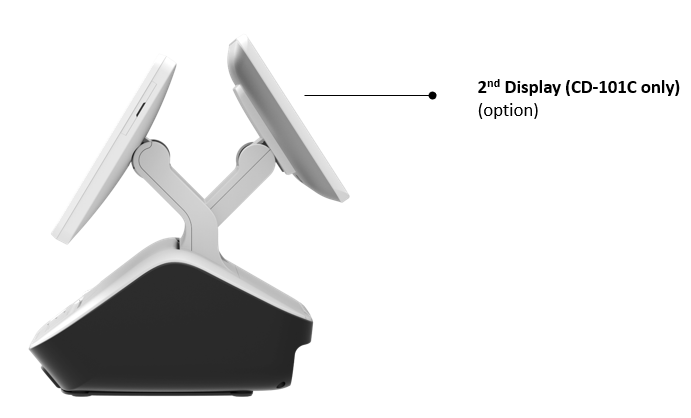 2nd Display (CD-101C only)
(option)